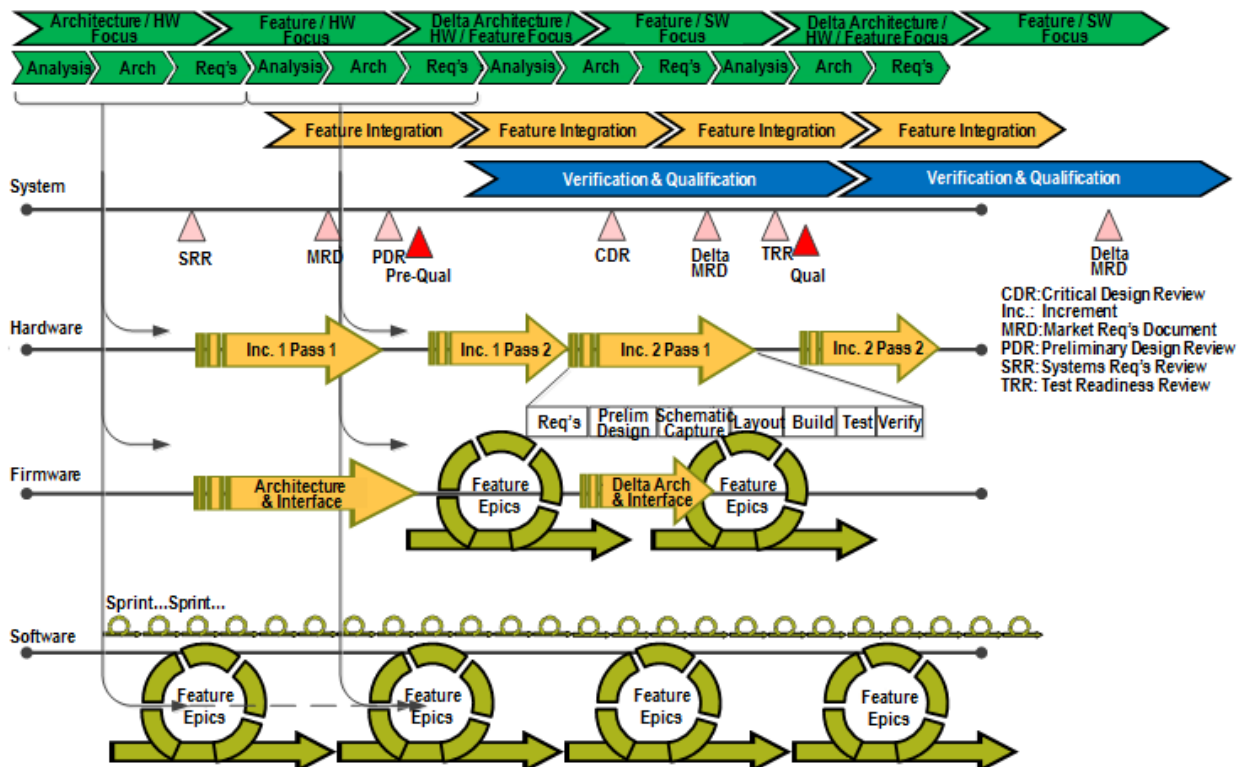 Architecture / HW
Focus
Feature / HW
Focus
Delta Architecture /
HW / Feature Focus
Feature / SW
Focus
Delta Architecture /
HW / Feature Focus
Feature / SW
Focus
Analysis
Arch
Req's
Analysis
Arch
Req's
Analysis
Arch
Req's
Analysis
Arch
Req's
Feature Integration
Feature Integration
Feature Integration
Feature Integration
Verification & Qualification
Verification & Qualification
System
SRR
MRD
PDR
Pre-Qual
CDR
Delta
MRD
TRR
Qual
Delta
MRD
CDR: Critical Design Review
Inc.: Increment
MRD: Market Req's Document
PDR: Preliminary Design Review
SRR: Systems Req's Review
TRR: Test Readiness Review
Hardware
Inc. 1 Pass 1
Inc. 1 Pass 2
Inc. 2 Pass 1
Inc. 2 Pass 2
Req's
Prelim
Design
Schematic
Capture
Layout
Build
Test
Verify
Firmware
Architecture
& Interface
Feature
Epics
Delta Arch
& Interface
Feature
Epics
Sprint...Sprint...
Software
Feature
Epics
Feature
Epics
Feature
Epics
Feature
Epics